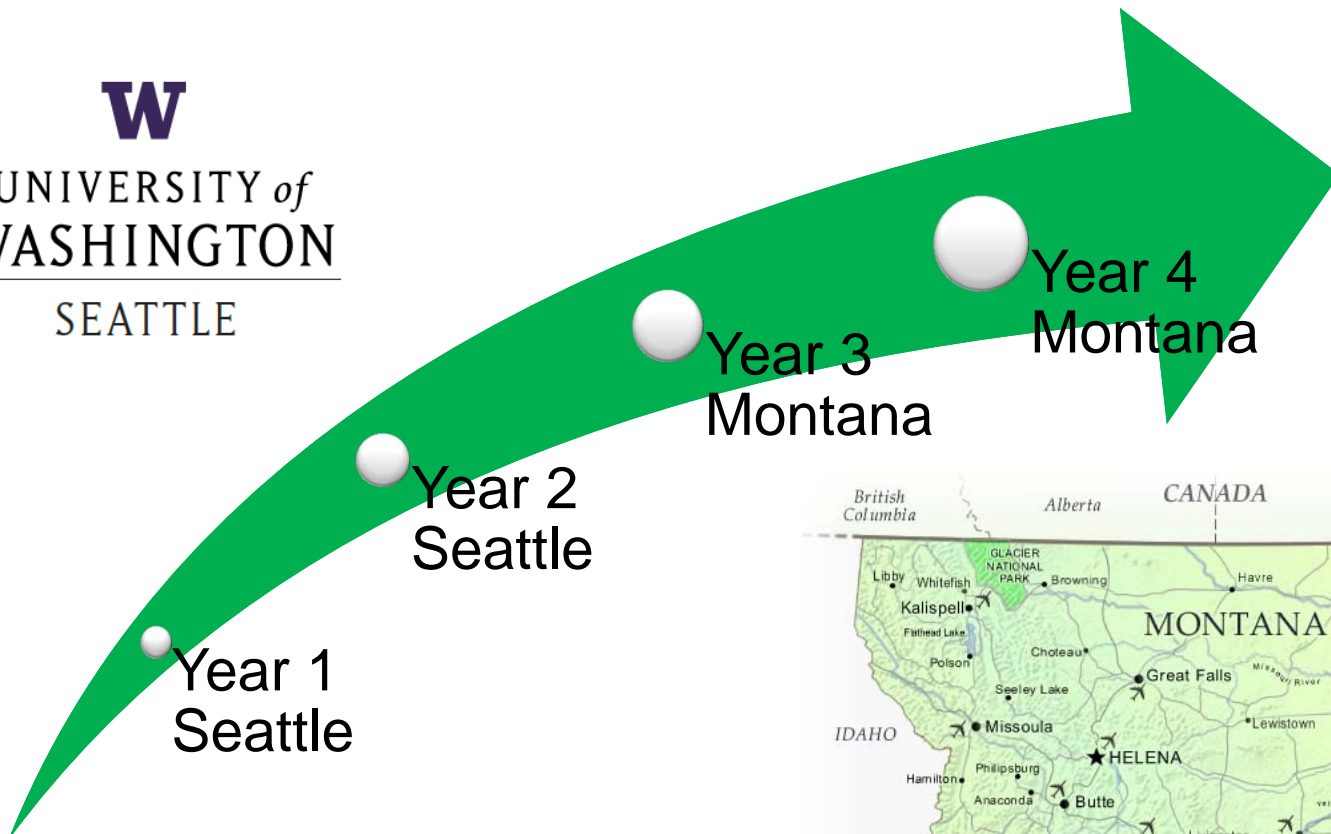 W
UNIVERSITY of
WASHINGTON
SEATTLE
Year 1
Seattle
Year 2
Seattle
Year 3
Montana
Year 4
Montana
British
Columbia
Alberta
CANADA
GLACIER
NATIONAL
PARK
Libby
Whitefish
Browning
Havre
Kalispell
Flathead Lake
MONTANA
Polson
Choteau
Great Falls
Missouri River
Seeley Lake
IDAHO
Missoula
Lewistown
HELENA
Hamilton
Philipsburg
Anaconda
Butte